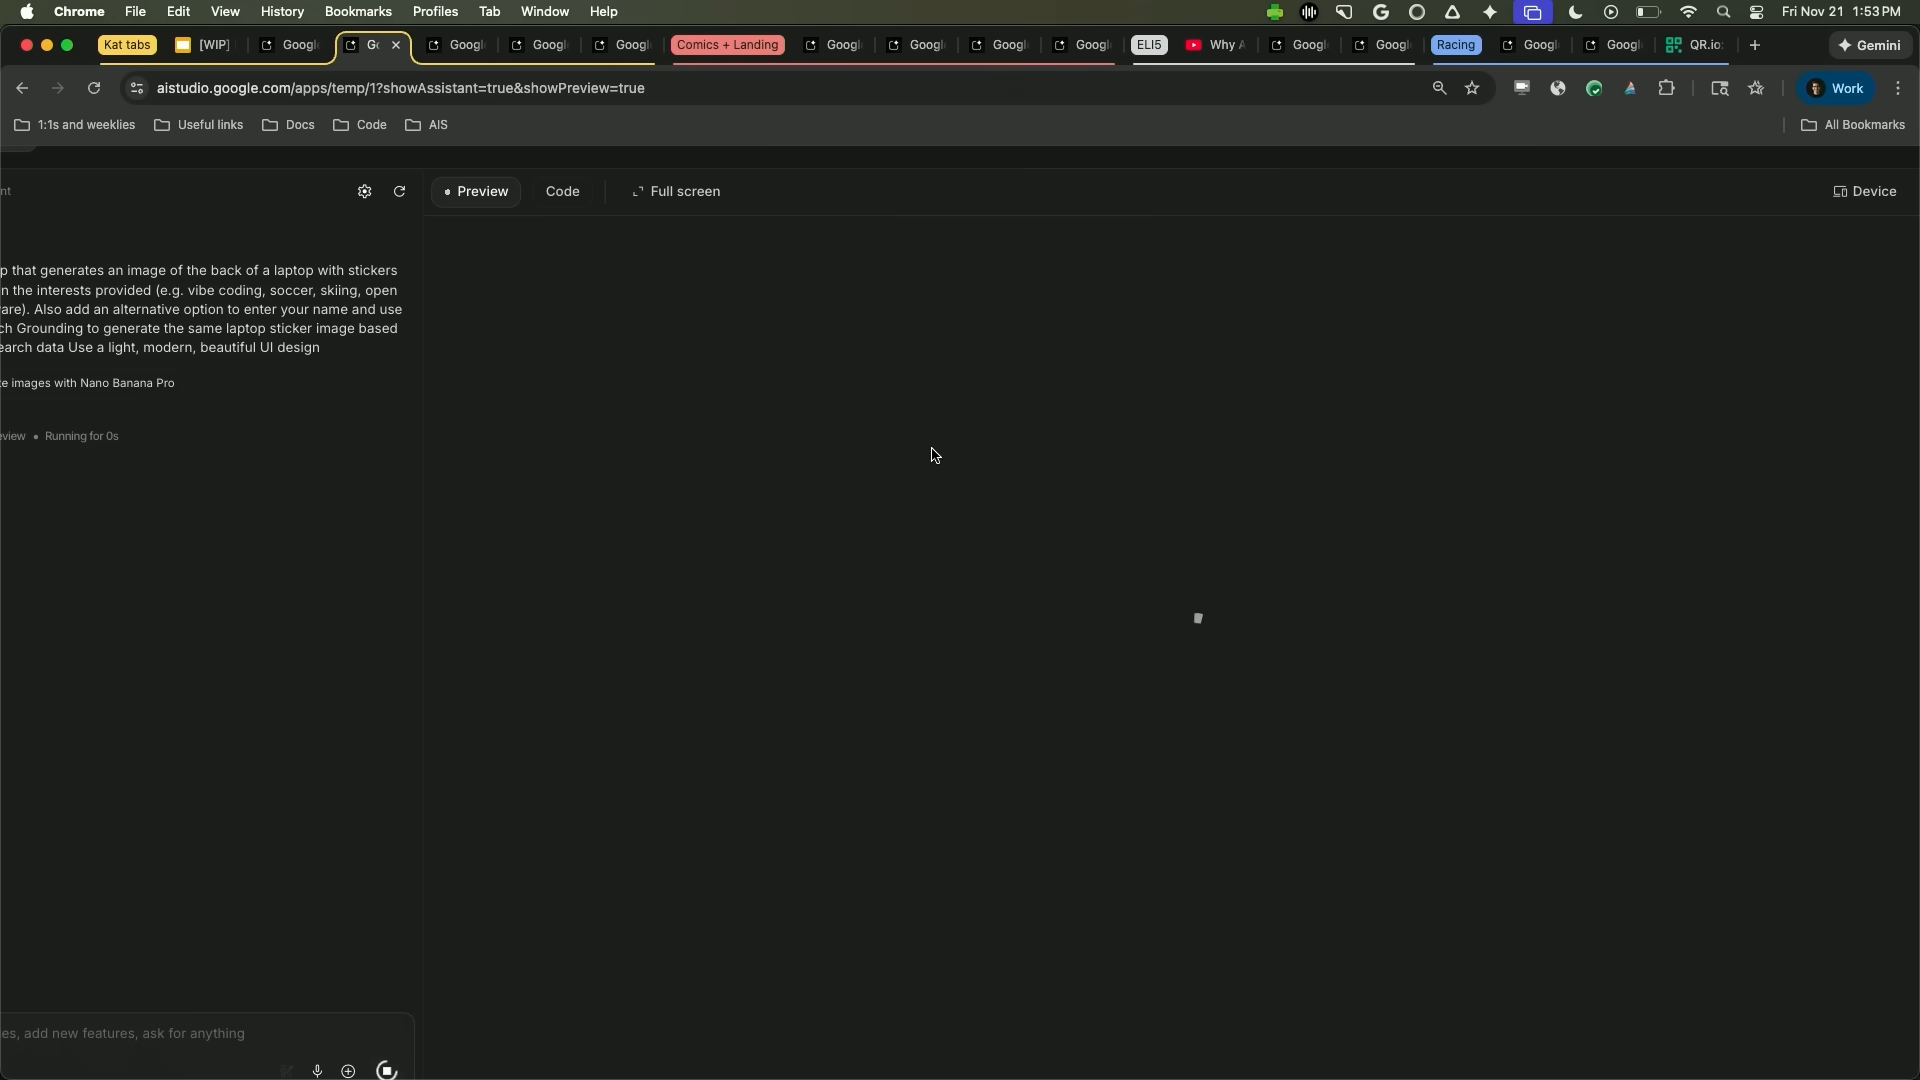 Chrome File Edit View History Bookmarks Profiles Tab Window Help Fri Nov 21 1:53 PM
Kat tabs [WIP] Googl Go Googl Googl Googl Comics + Landing Googl Googl Googl Googl ELI5 Why A Googl Googl Racing Googl Googl QR.io: Gemini
aistudio.google.com/apps/temp/1?showAssistant=true&showPreview=true Work
1:1s and weeklies Useful links Docs Code AIS All Bookmarks
nt Preview Code Full screen Device
p that generates an image of the back of a laptop with stickers
n the interests provided (e.g. vibe coding, soccer, skiing, open
are). Also add an alternative option to enter your name and use
ch Grounding to generate the same laptop sticker image based
earch data Use a light, modern, beautiful UI design
te images with Nano Banana Pro
eview • Running for 0s
es, add new features, ask for anything